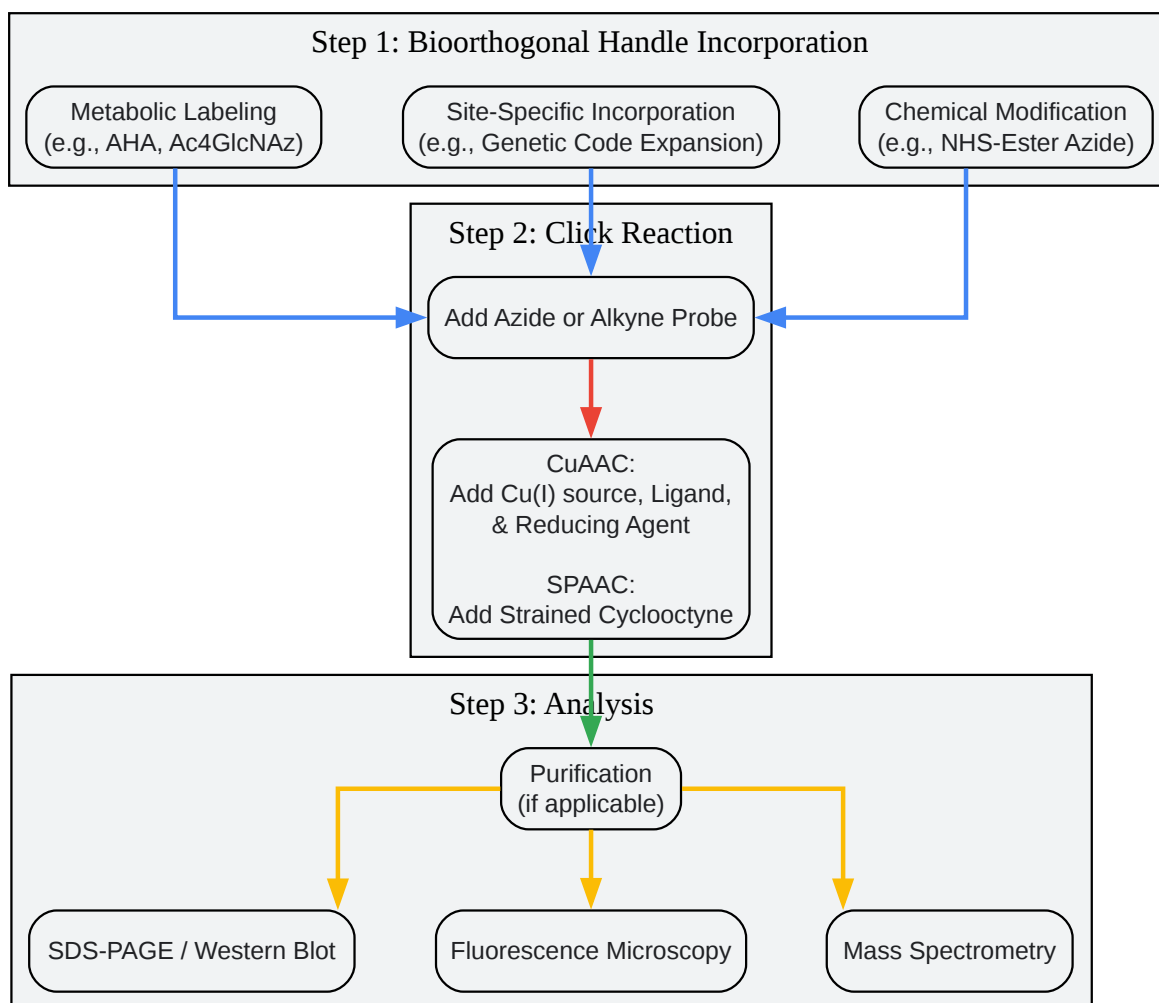 Step 1: Bioorthogonal Handle Incorporation
Metabolic Labeling
(e.g., AHA, Ac4GlcNAz)
Site-Specific Incorporation
(e.g., Genetic Code Expansion)
Chemical Modification
(e.g., NHS-Ester Azide)
Step 2: Click Reaction
Add Azide or Alkyne Probe
CuAAC:
Add Cu(I) source, Ligand,
& Reducing Agent
SPAAC:
Add Strained Cyclooctyne
Step 3: Analysis
Purification
(if applicable)
SDS-PAGE / Western Blot
Fluorescence Microscopy
Mass Spectrometry